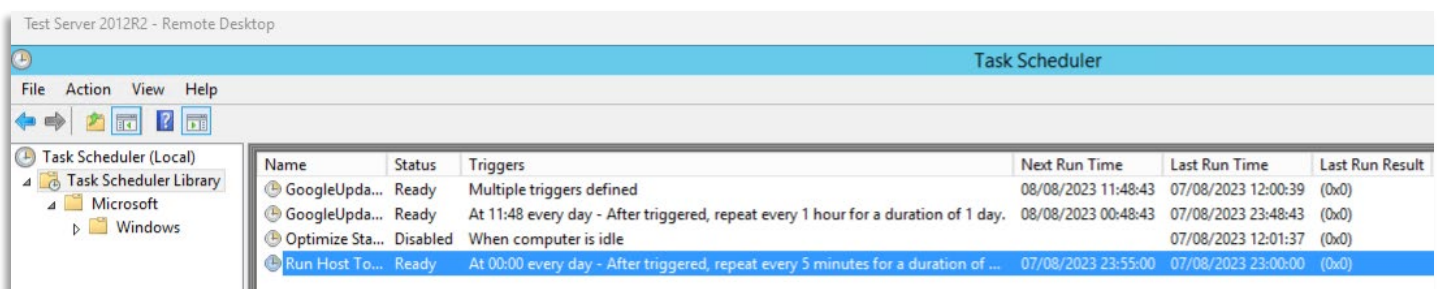 Test Server 2012R2 - Remote Desktop
Task Scheduler
File Action View Help
Task Scheduler (Local)
Task Scheduler Library
Microsoft
Windows
Name Status Triggers Next Run Time Last Run Time Last Run Result
GoogleUpda... Ready Multiple triggers defined 08/08/2023 11:48:43 07/08/2023 12:00:39 (0x0)
GoogleUpda... Ready At 11:48 every day - After triggered, repeat every 1 hour for a duration of 1 day. 08/08/2023 00:48:43 07/08/2023 23:48:43 (0x0)
Optimize Sta... Disabled When computer is idle 07/08/2023 12:01:37 (0x0)
Run Host To... Ready At 00:00 every day - After triggered, repeat every 5 minutes for a duration of ... 07/08/2023 23:55:00 07/08/2023 23:00:00 (0x0)